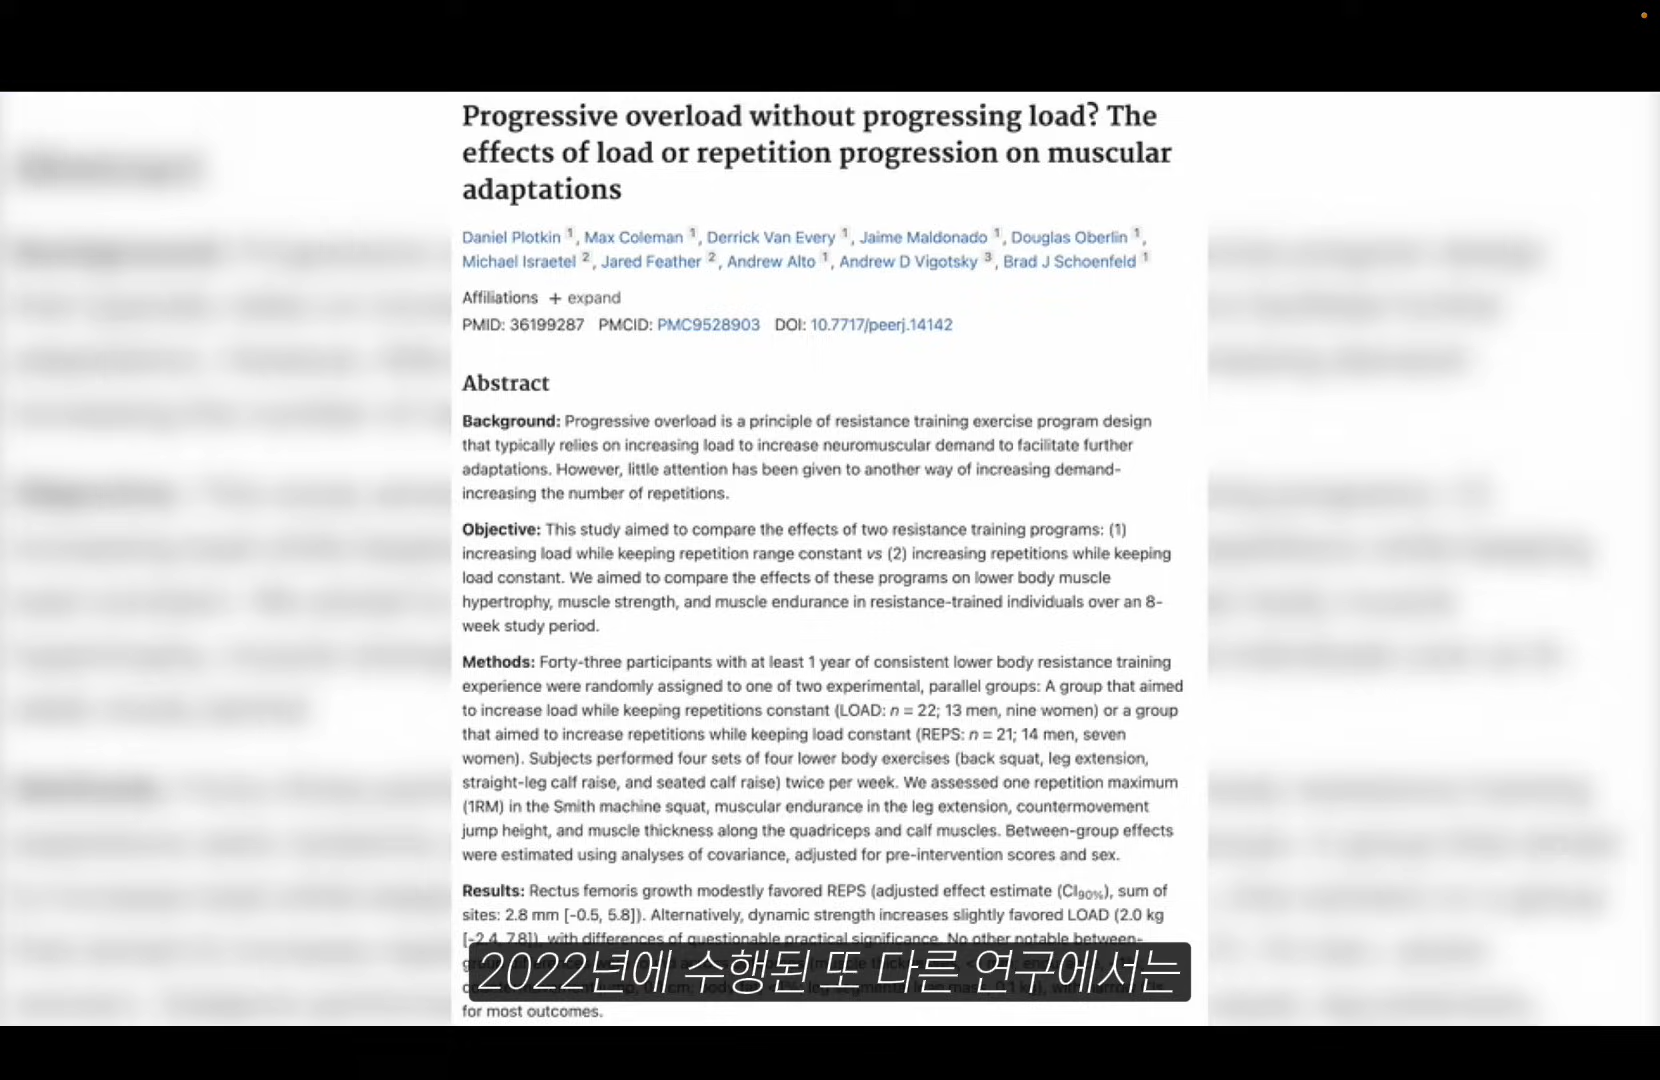 Progressive overload without progressing load? The
effects of load or repetition progression on muscular
adaptations
Daniel Plotkin 1, Max Coleman 1, Derrick Van Every 1, Jaime Maldonado 1, Douglas Oberlin 1,
Michael Israetel 2, Jared Feather 2, Andrew Alto 1, Andrew D Vigotsky 3, Brad J Schoenfeld 1
Affiliations + expand
PMID: 36199287 PMCID: PMC9528903 DOI: 10.7717/peerj.14142
Abstract
Background: Progressive overload is a principle of resistance training exercise program design
that typically relies on increasing load to increase neuromuscular demand to facilitate further
adaptations. However, little attention has been given to another way of increasing demand-
increasing the number of repetitions.
Objective: This study aimed to compare the effects of two resistance training programs: (1)
increasing load while keeping repetition range constant vs (2) increasing repetitions while keeping
load constant. We aimed to compare the effects of these programs on lower body muscle
hypertrophy, muscle strength, and muscle endurance in resistance-trained individuals over an 8-
week study period.
Methods: Forty-three participants with at least 1 year of consistent lower body resistance training
experience were randomly assigned to one of two experimental, parallel groups: A group that aimed
to increase load while keeping repetitions constant (LOAD: n = 22; 13 men, nine women) or a group
that aimed to increase repetitions while keeping load constant (REPS: n = 21; 14 men, seven
women). Subjects performed four sets of four lower body exercises (back squat, leg extension,
straight-leg calf raise, and seated calf raise) twice per week. We assessed one repetition maximum
(1RM) in the Smith machine squat, muscular endurance in the leg extension, countermovement
jump height, and muscle thickness along the quadriceps and calf muscles. Between-group effects
were estimated using analyses of covariance, adjusted for pre-intervention scores and sex.
Results: Rectus femoris growth modestly favored REPS (adjusted effect estimate (CI90%), sum of
sites: 2.8 mm [-0.5, 5.8]). Alternatively, dynamic strength increases slightly favored LOAD (2.0 kg
[-2.4, 7.8]), with differences of questionable practical significance. No other notable between-
2022년에 수행된 또 다른 연구에서는
for most outcomes.